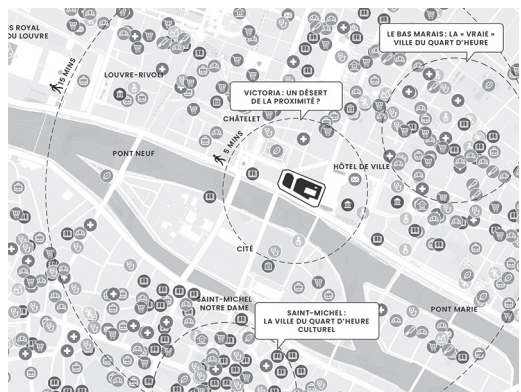 S ROYAL
DU LOUVRE
LE BAS MARAIS : LA « VRAIE »
VILLE DU QUART D'HEURE
15 MINS
LOUVRE-RIVOLI
VICTORIA : UN DÉSERT
DE LA PROXIMITÉ ?
CHÂTELET
5 MINS
PONT NEUF
HÔTEL DE VILLE
CITÉ
SAINT-MICHEL
NOTRE DAME
SAINT-MICHEL :
LA VILLE DU QUART D'HEURE
CULTUREL
PONT MARIE